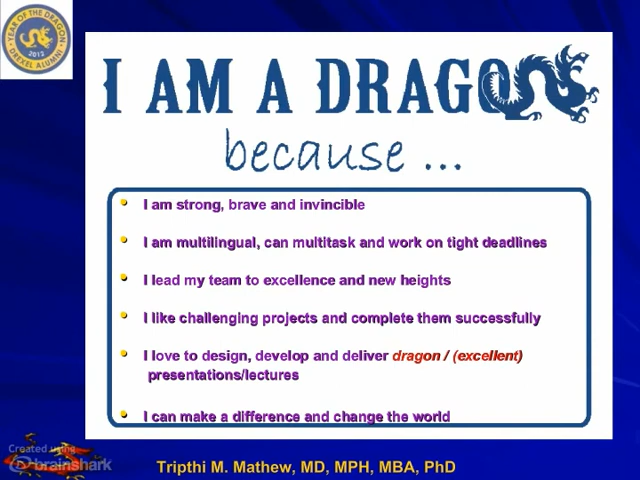 YEAR OF THE DRAGON
2012
DREXEL ALUMNI
I AM A DRAGON
because ...
• I am strong, brave and invincible
• I am multilingual, can multitask and work on tight deadlines
• I lead my team to excellence and new heights
• I like challenging projects and complete them successfully
• I love to design, develop and deliver dragon / (excellent)
presentations/lectures
• I can make a difference and change the world
Created using
brainshark
Tripthi M. Mathew, MD, MPH, MBA, PhD